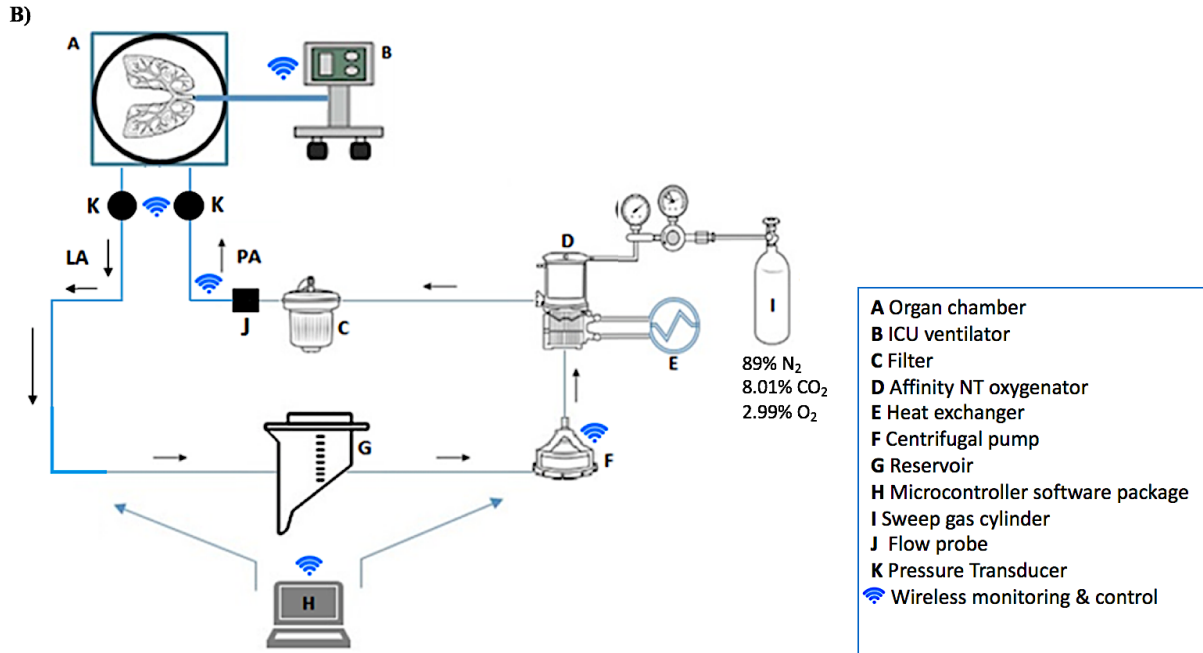 B)
A
B
K
K
LA
PA
J
C
D
E
I
89% N₂
8.01% CO₂
2.99% O₂
G
F
H
A Organ chamber
B ICU ventilator
C Filter
D Affinity NT oxygenator
E Heat exchanger
F Centrifugal pump
G Reservoir
H Microcontroller software package
I Sweep gas cylinder
J Flow probe
K Pressure Transducer
Wireless monitoring & control